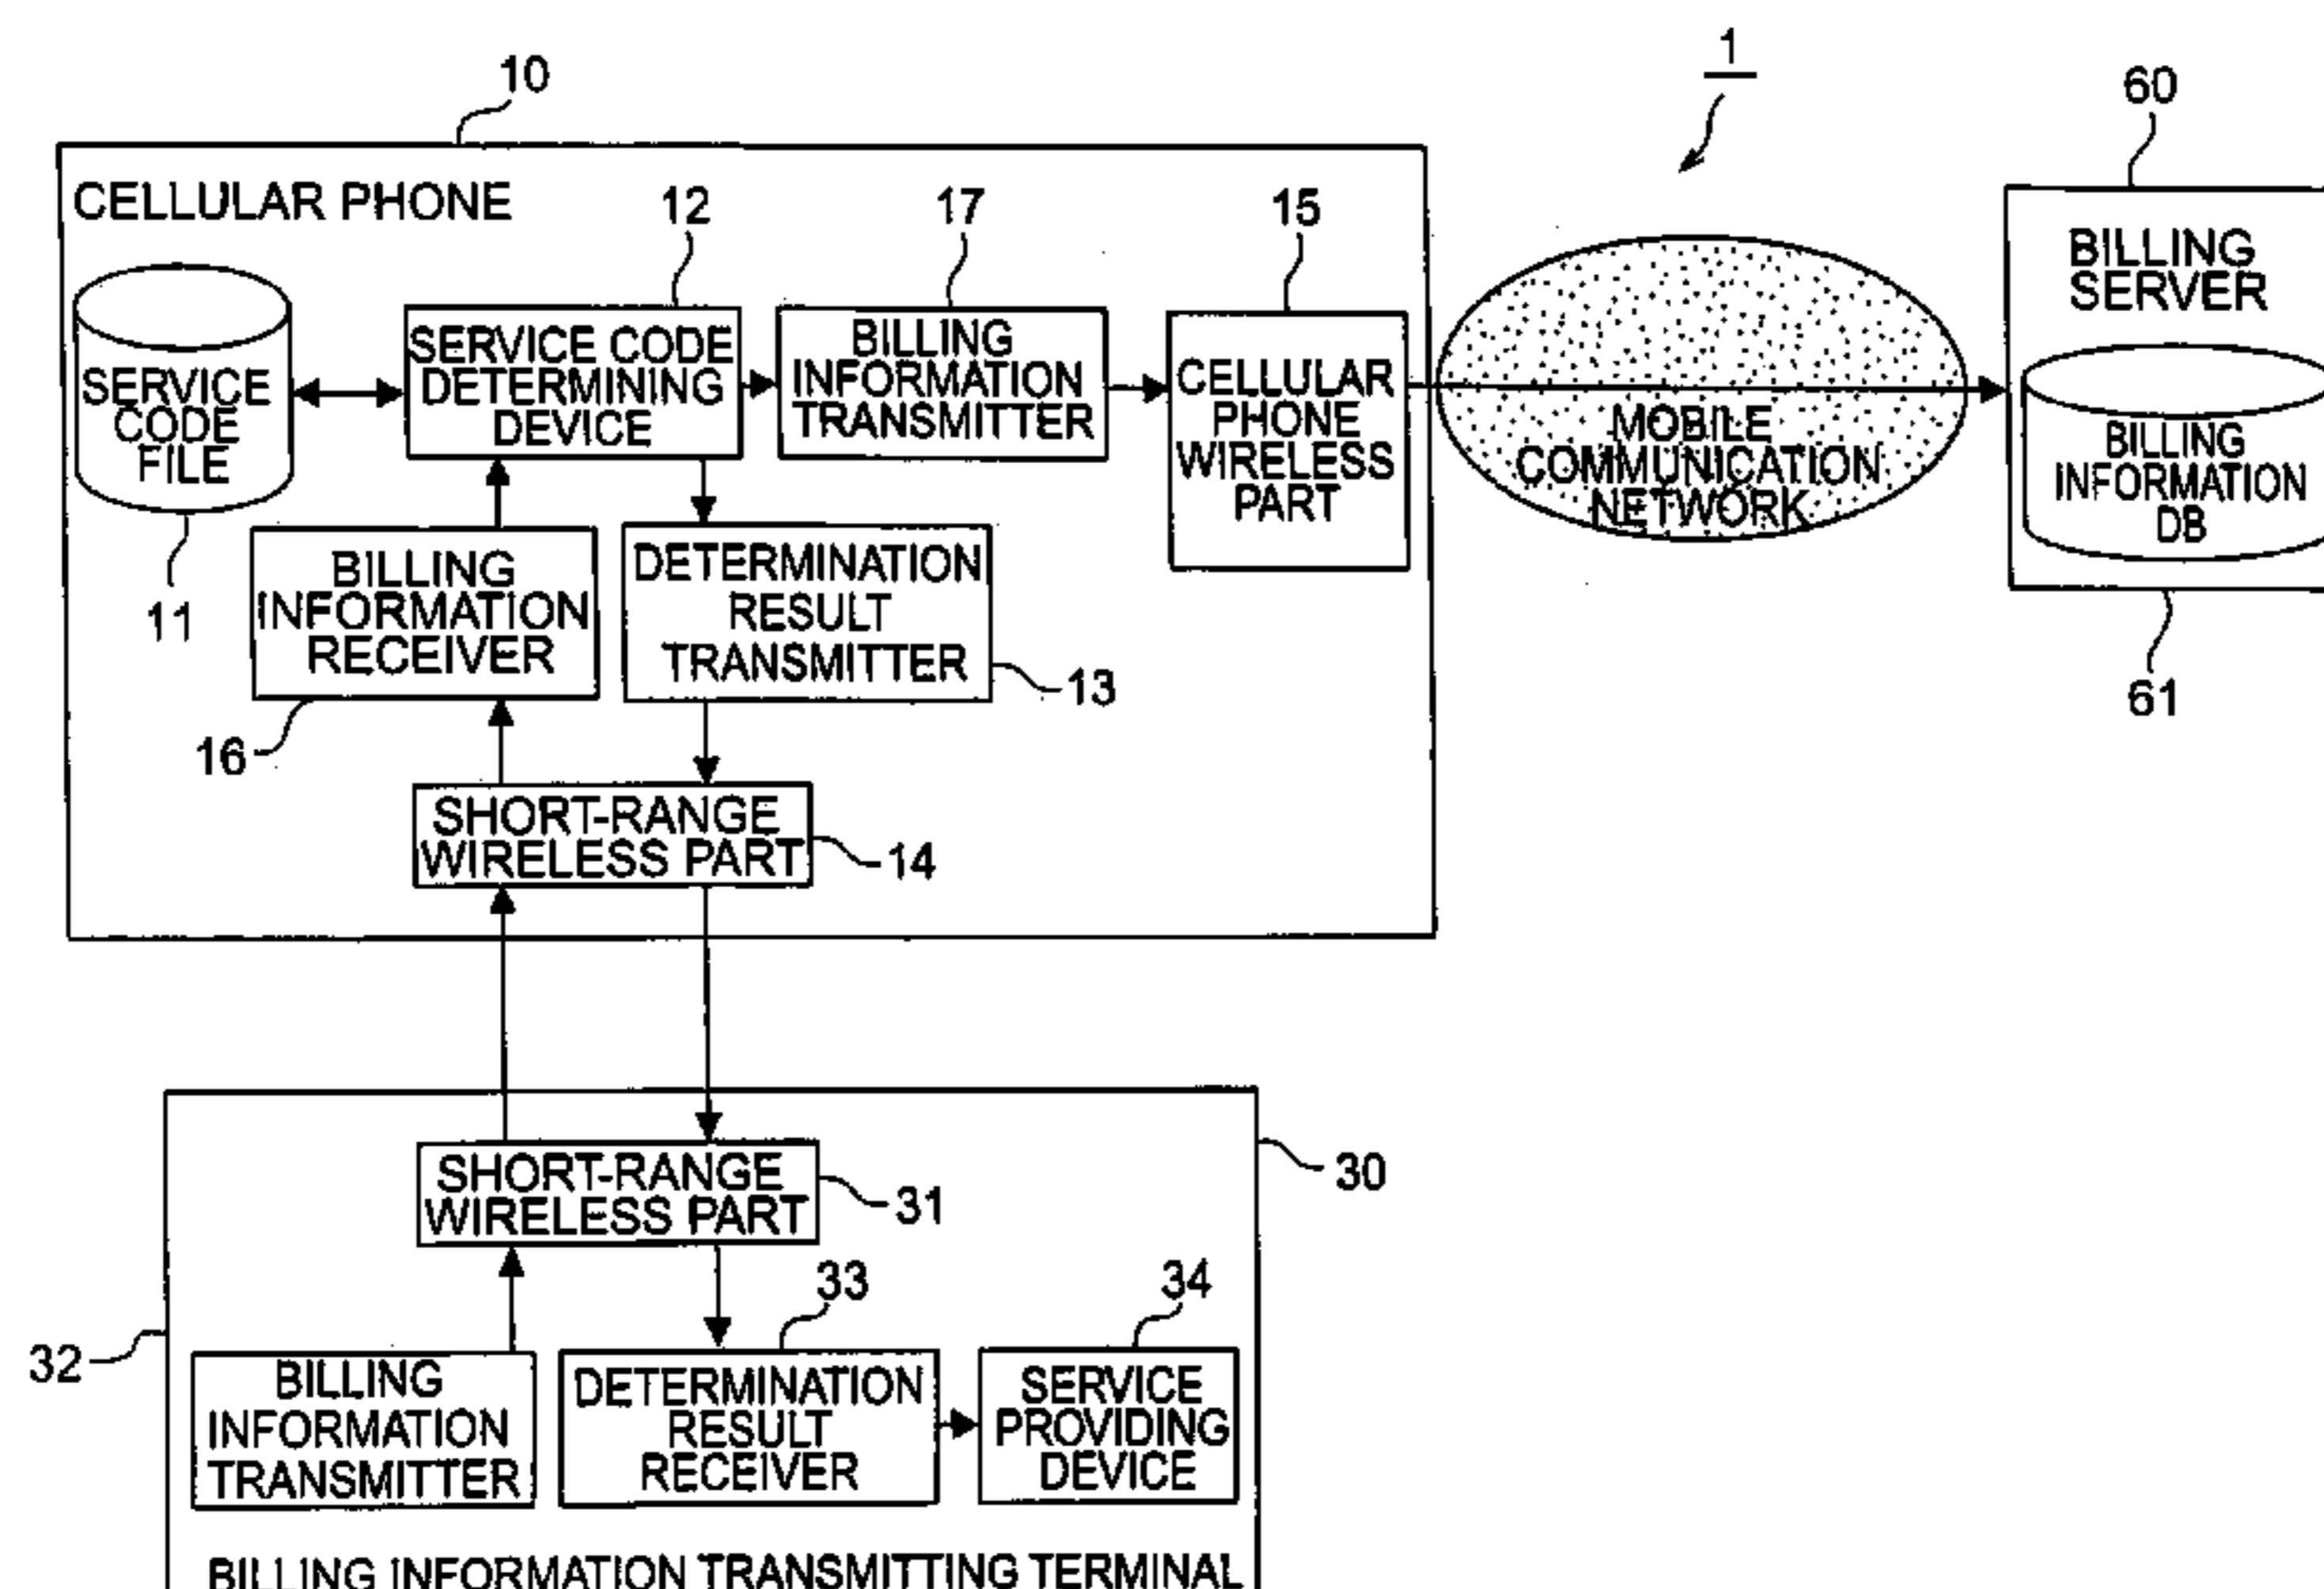 1
10
60
CELLULAR PHONE
12
17
15
BILLING
SERVER
SERVICE
CODE
FILE
SERVICE CODE
DETERMINING
DEVICE
BILLING
INFORMATION
TRANSMITTER
CELLULAR
PHONE
WIRELESS
PART
MOBILE
COMMUNICATION
NETWORK
BILLING
INFORMATION
DB
11
BILLING
INFORMATION
RECEIVER
DETERMINATION
RESULT
TRANSMITTER
13
61
16
SHORT-RANGE
WIRELESS PART
14
SHORT-RANGE
WIRELESS PART
30
31
33
34
32
BILLING
INFORMATION
TRANSMITTER
DETERMINATION
RESULT
RECEIVER
SERVICE
PROVIDING
DEVICE
BILLING INFORMATION TRANSMITTING TERMINAL